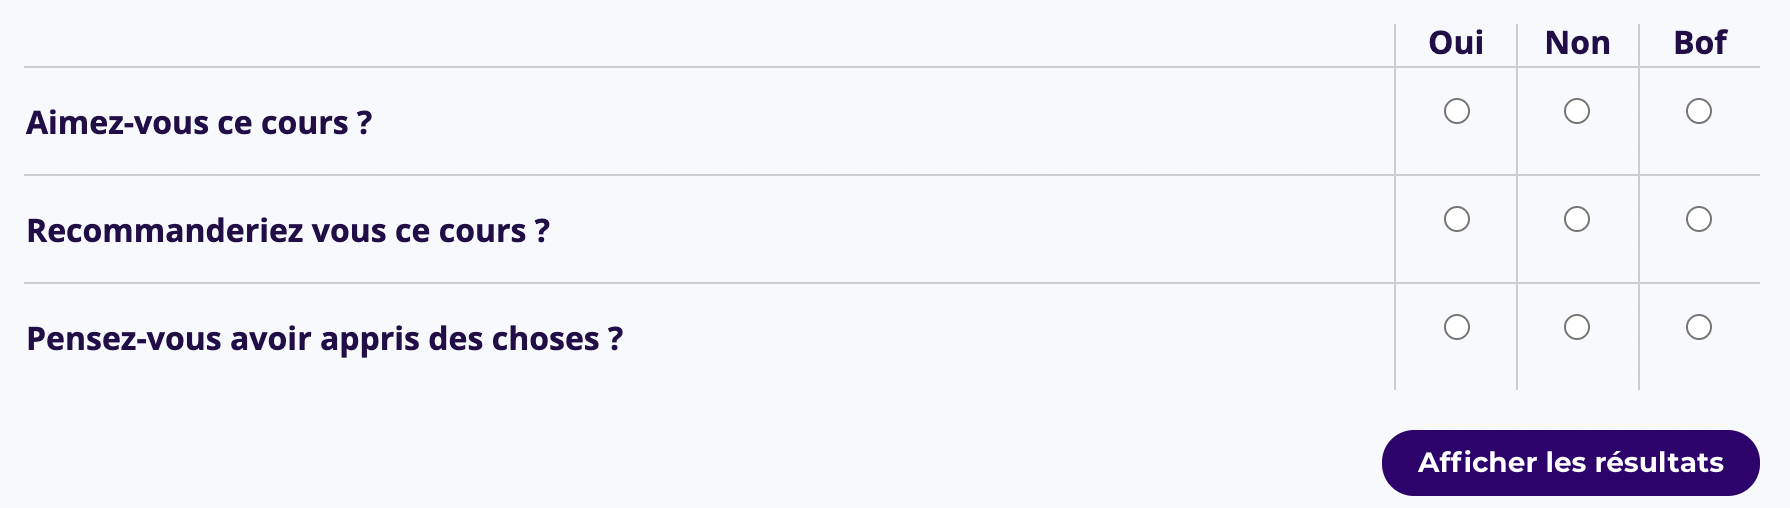 Oui Non Bof
Aimez-vous ce cours ?
Recommanderiez vous ce cours ?
Pensez-vous avoir appris des choses ?
Afficher les résultats